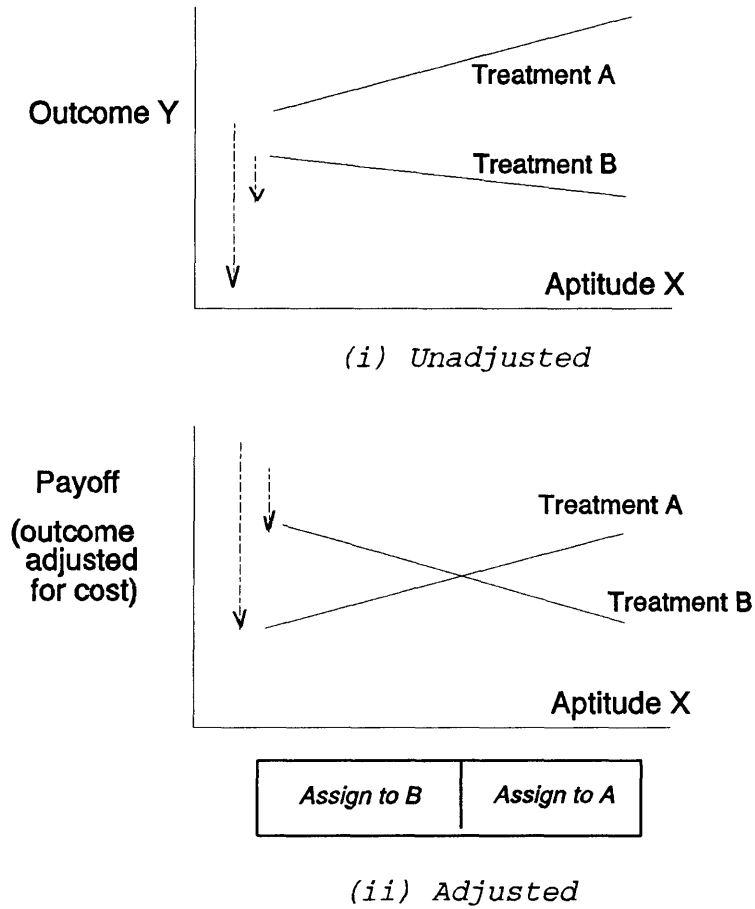 Treatment A
Outcome Y
Treatment B
Aptitude X
(i) Unadjusted
Payoff
(outcome
adjusted
for cost)
Treatment A
Treatment B
Aptitude X
Assign to B
Assign to A
(ii) Adjusted